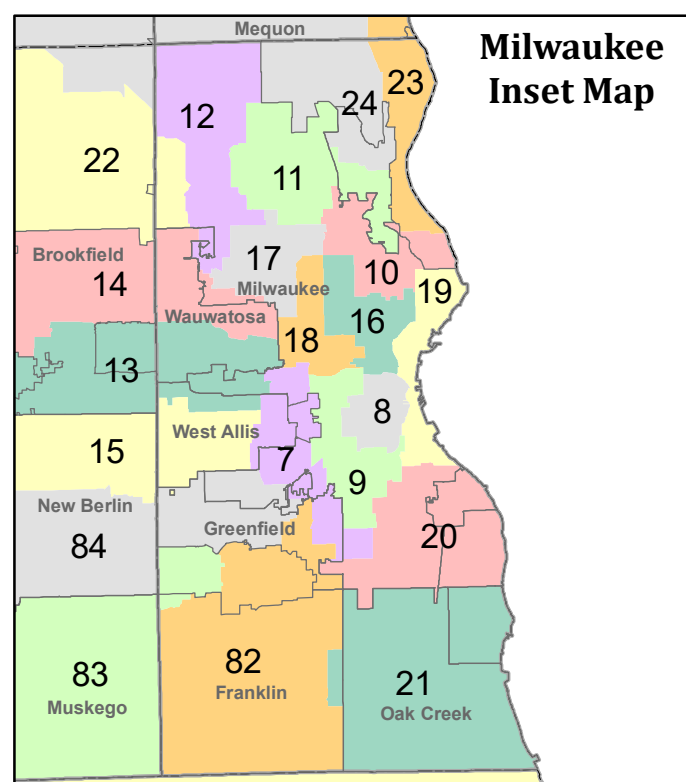 Mequon
Milwaukee
Inset Map
23
24
12
22
11
Brookfield
17
10
14
Milwaukee
19
Wauwatosa
16
18
13
8
West Allis
15
7
9
New Berlin
Greenfield
20
84
82
83
21
Franklin
Muskego
Oak Creek